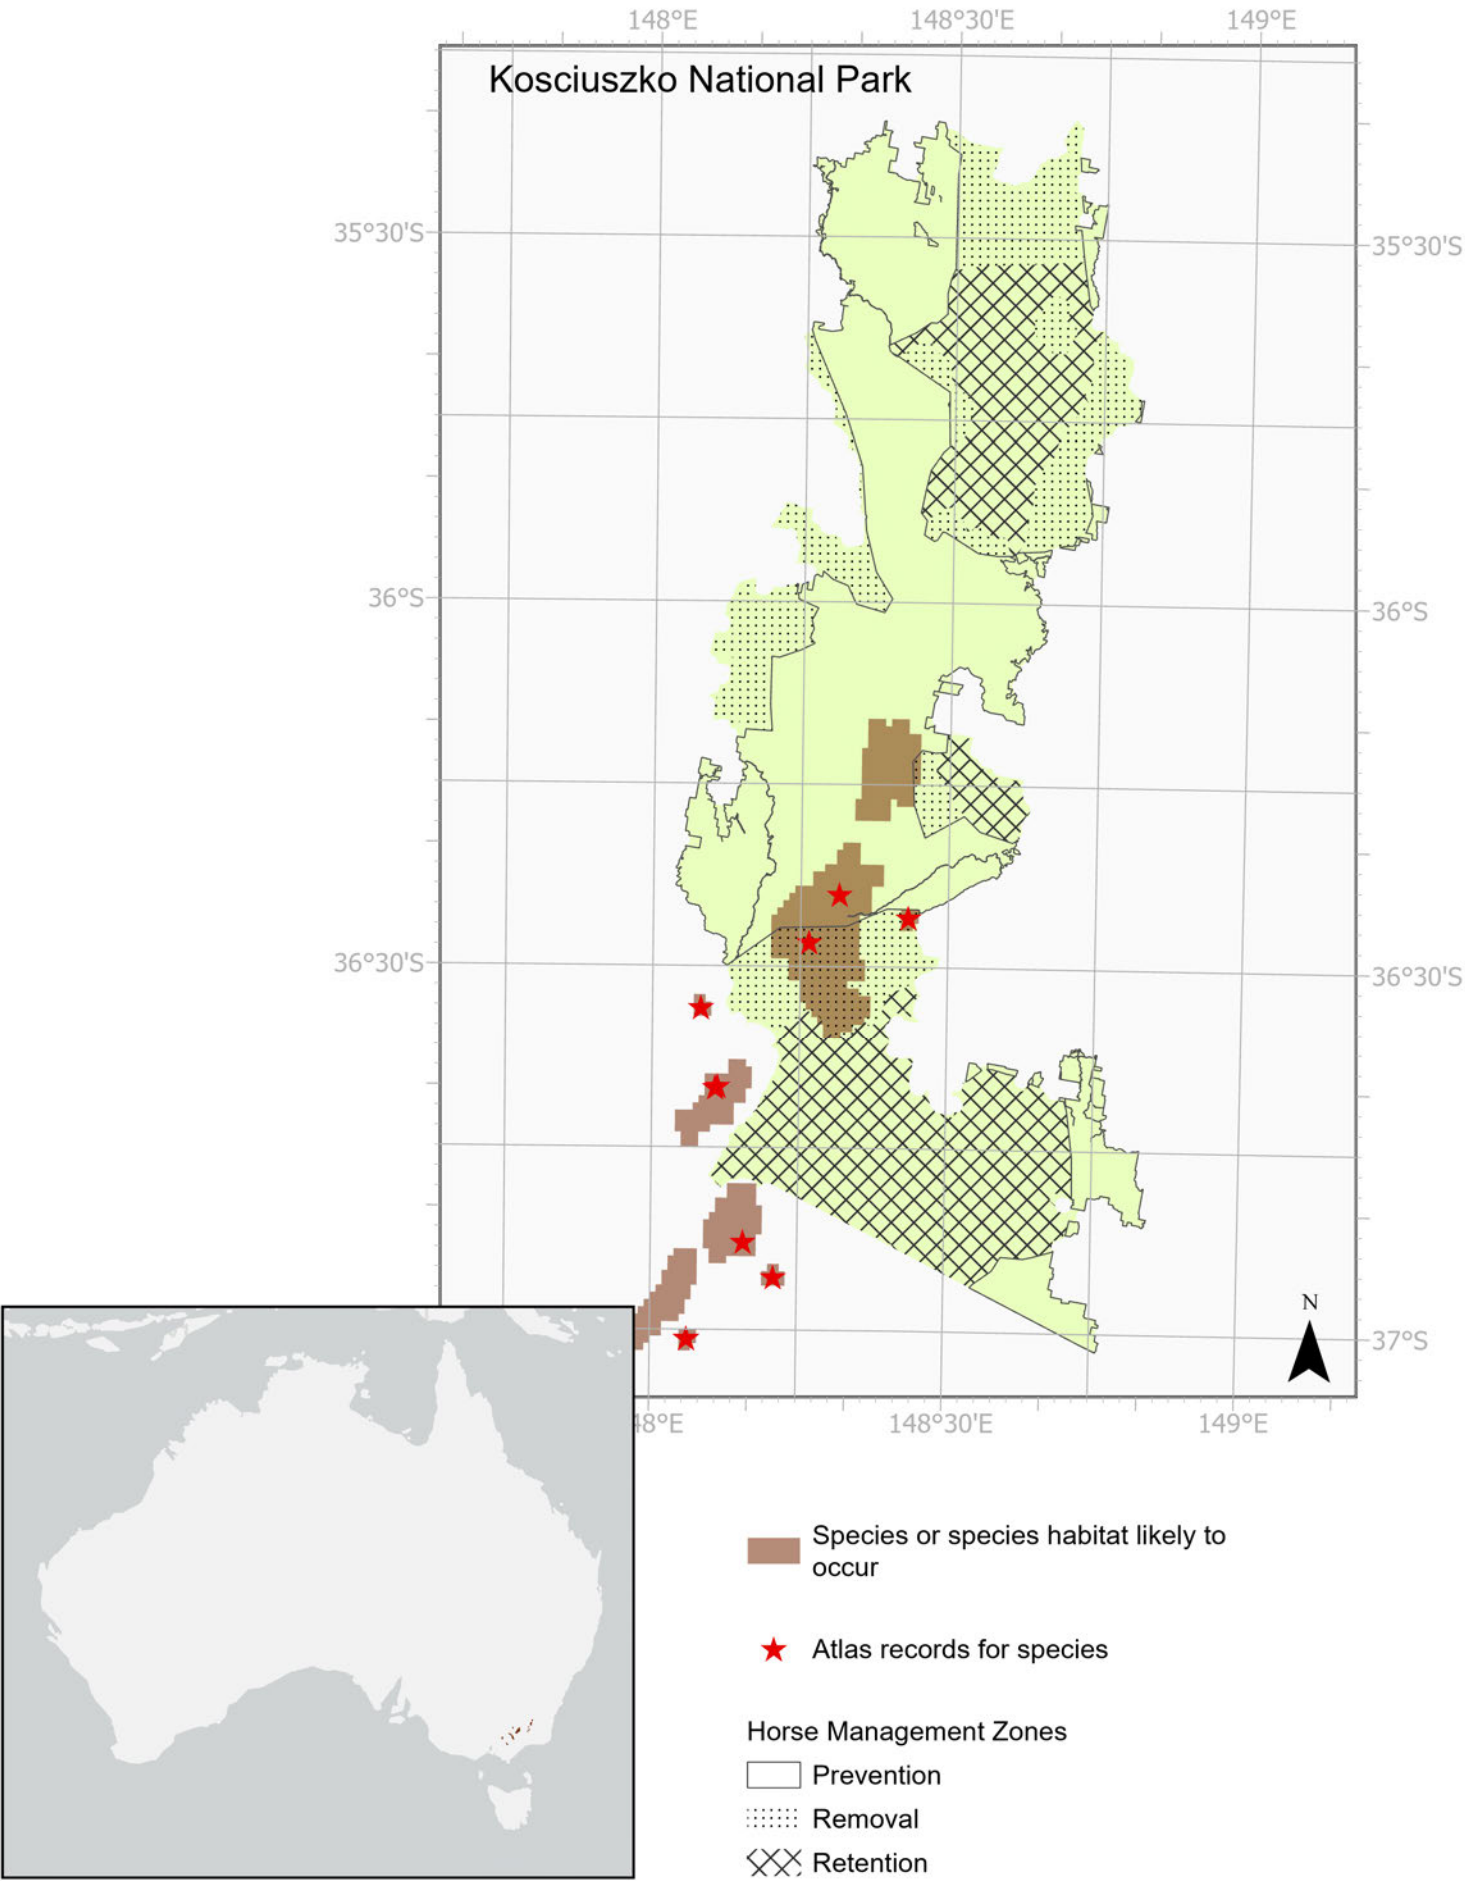 148°E 148°30'E 149°E
Kosciuszko National Park
35°30'S 35°30'S
36°S 36°S
36°30'S 36°30'S
N
37°S
48°E 148°30'E 149°E
Species or species habitat likely to
occur
Atlas records for species
Horse Management Zones
Prevention
Removal
Retention